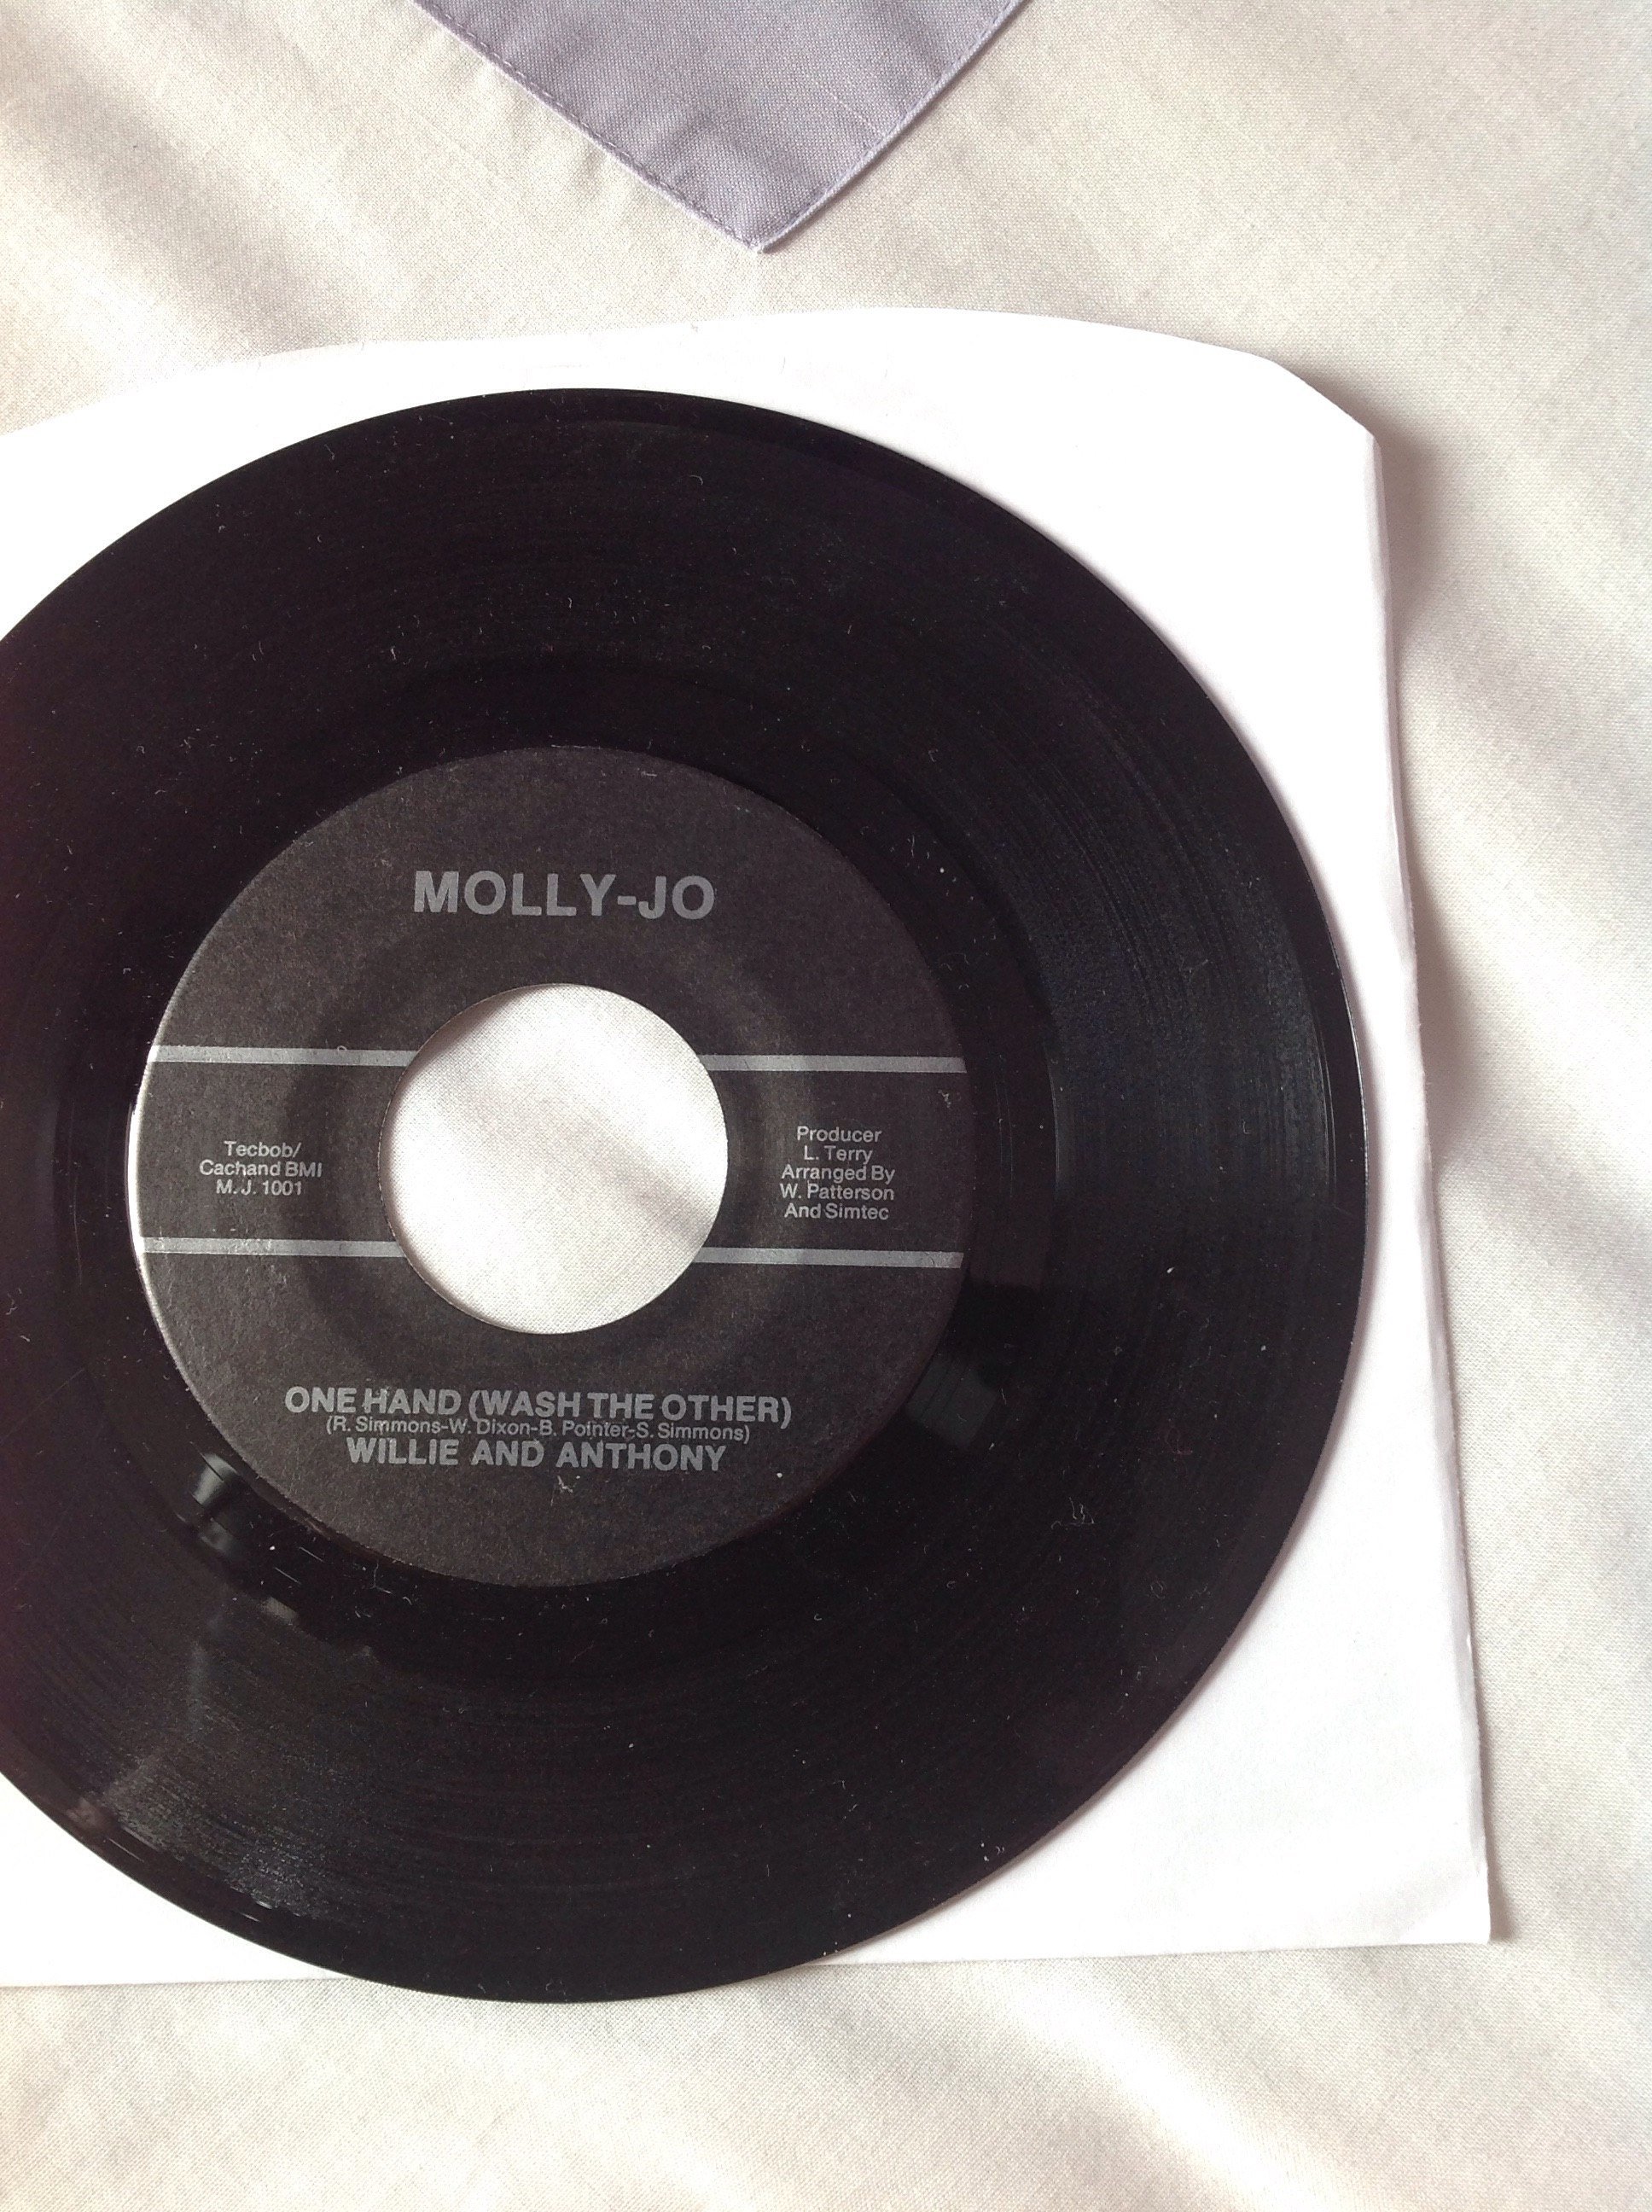 MOLLY-JO
Tecbob/
Cachand BMI
M.J. 1001
Producer
L. Terry
Arranged By
W. Patterson
And Simtec
ONE HAND (WASH THE OTHER)
(R. Simmons-W. Dixon-B. Pointer-S. Simmons)
WILLIE AND ANTHONY